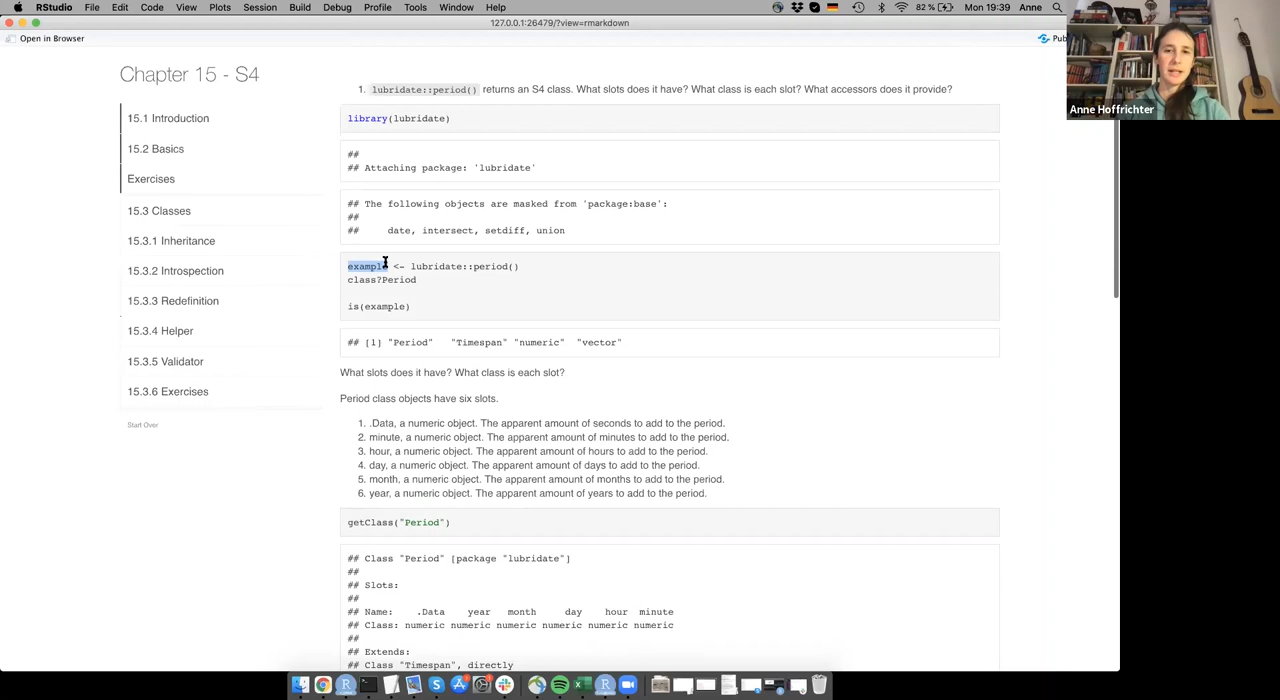 RStudio File Edit Code View Plots Session Build Debug Profile Tools Window Help 82 % Mon 19:39 Anne
127.0.0.1:26479/?view=rmarkdown
Open in Browser
Pub
Anne Hoffrichter
Chapter 15 - S4
15.1 Introduction
15.2 Basics
Exercises
15.3 Classes
15.3.1 Inheritance
15.3.2 Introspection
15.3.3 Redefinition
15.3.4 Helper
15.3.5 Validator
15.3.6 Exercises
Start Over
1. lubridate::period() returns an S4 class. What slots does it have? What class is each slot? What accessors does it provide?
library(lubridate)
##
## Attaching package: 'lubridate'
## The following objects are masked from 'package:base':
##
## date, intersect, setdiff, union
example <- lubridate::period()
class?Period
is(example)
## [1] "Period" "Timespan" "numeric" "vector"
What slots does it have? What class is each slot?
Period class objects have six slots.
1. .Data, a numeric object. The apparent amount of seconds to add to the period.
2. minute, a numeric object. The apparent amount of minutes to add to the period.
3. hour, a numeric object. The apparent amount of hours to add to the period.
4. day, a numeric object. The apparent amount of days to add to the period.
5. month, a numeric object. The apparent amount of months to add to the period.
6. year, a numeric object. The apparent amount of years to add to the period.
getClass("Period")
## Class "Period" [package "lubridate"]
##
## Slots:
##
## Name: .Data year month day hour minute
## Class: numeric numeric numeric numeric numeric numeric
##
## Extends:
## Class "Timespan", directly